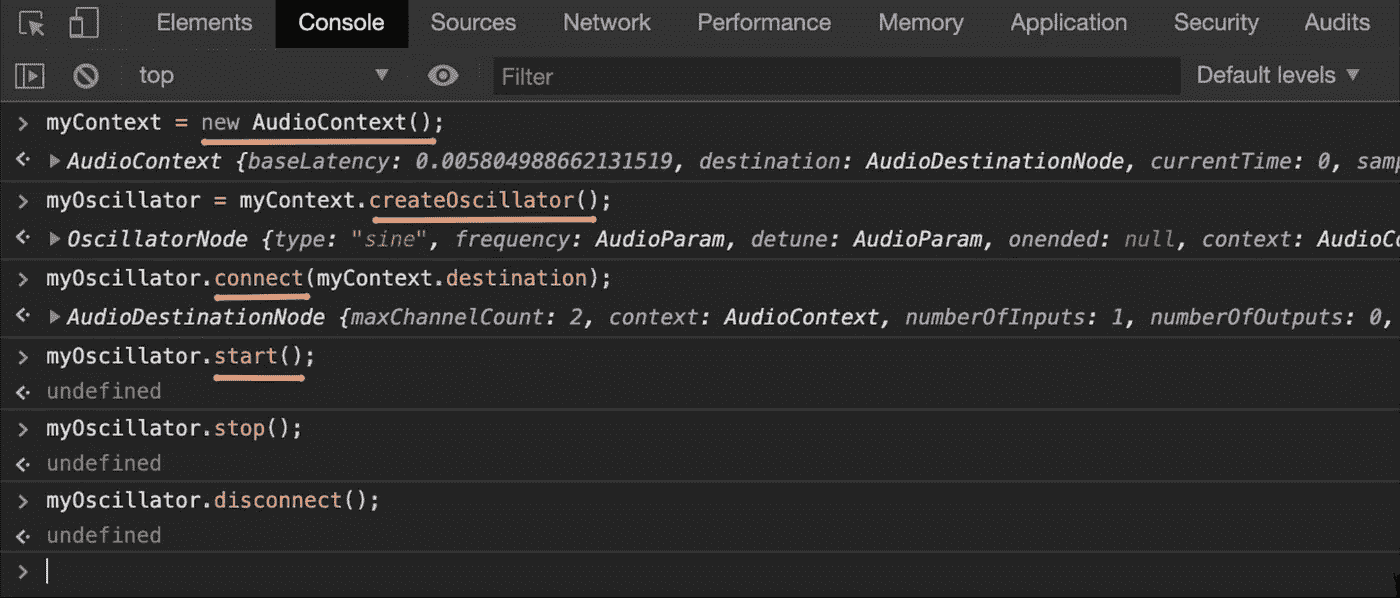 Elements Console Sources Network Performance Memory Application Security Audits
top Filter Default levels
myContext = new AudioContext();
AudioContext {baseLatency: 0.005804988662131519, destination: AudioDestinationNode, currentTime: 0, samp
myOscillator = myContext.createOscillator();
OscillatorNode {type: "sine", frequency: AudioParam, detune: AudioParam, onended: null, context: AudioCo
myOscillator.connect(myContext.destination);
AudioDestinationNode {maxChannelCount: 2, context: AudioContext, numberOfInputs: 1, numberOfOutputs: 0,
myOscillator.start();
undefined
myOscillator.stop();
undefined
myOscillator.disconnect();
undefined